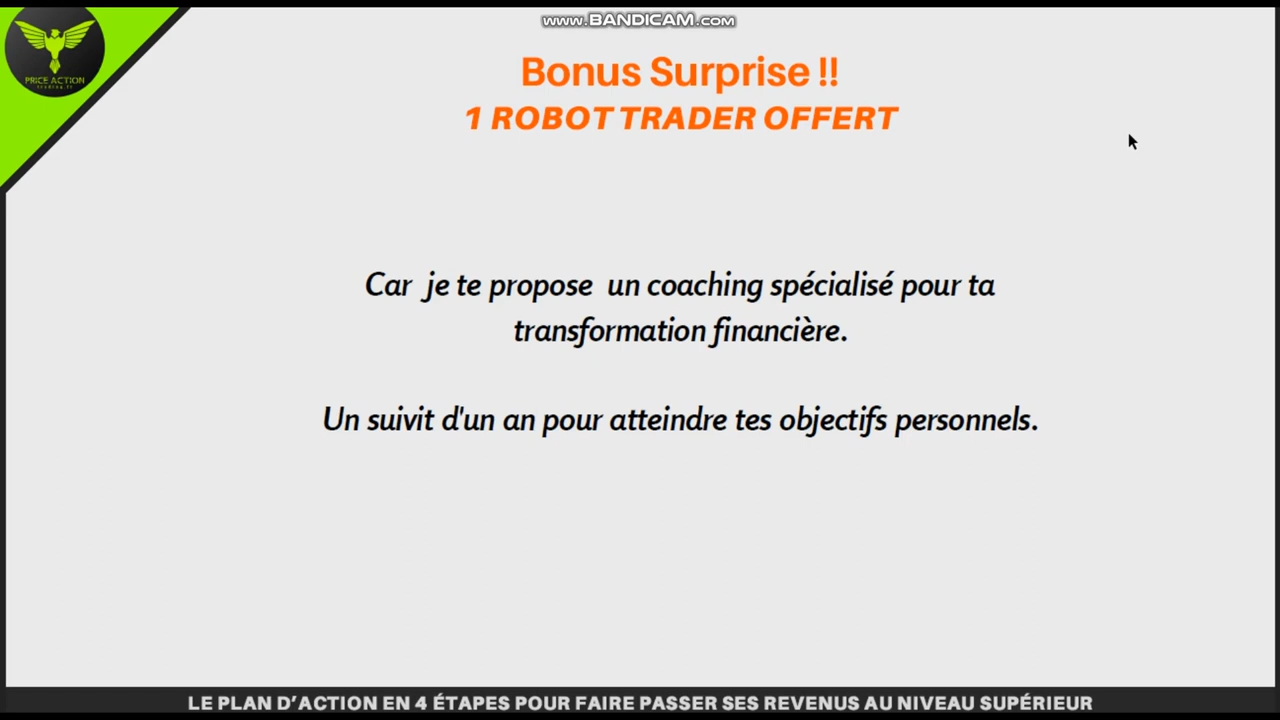 www.BANDICAM.com
PRICE ACTION
trading.fr
Bonus Surprise !!
1 ROBOT TRADER OFFERT
Car je te propose un coaching spécialisé pour ta
transformation financière.
Un suivit d'un an pour atteindre tes objectifs personnels.
LE PLAN D’ACTION EN 4 ÉTAPES POUR FAIRE PASSER SES REVENUS AU NIVEAU SUPÉRIEUR